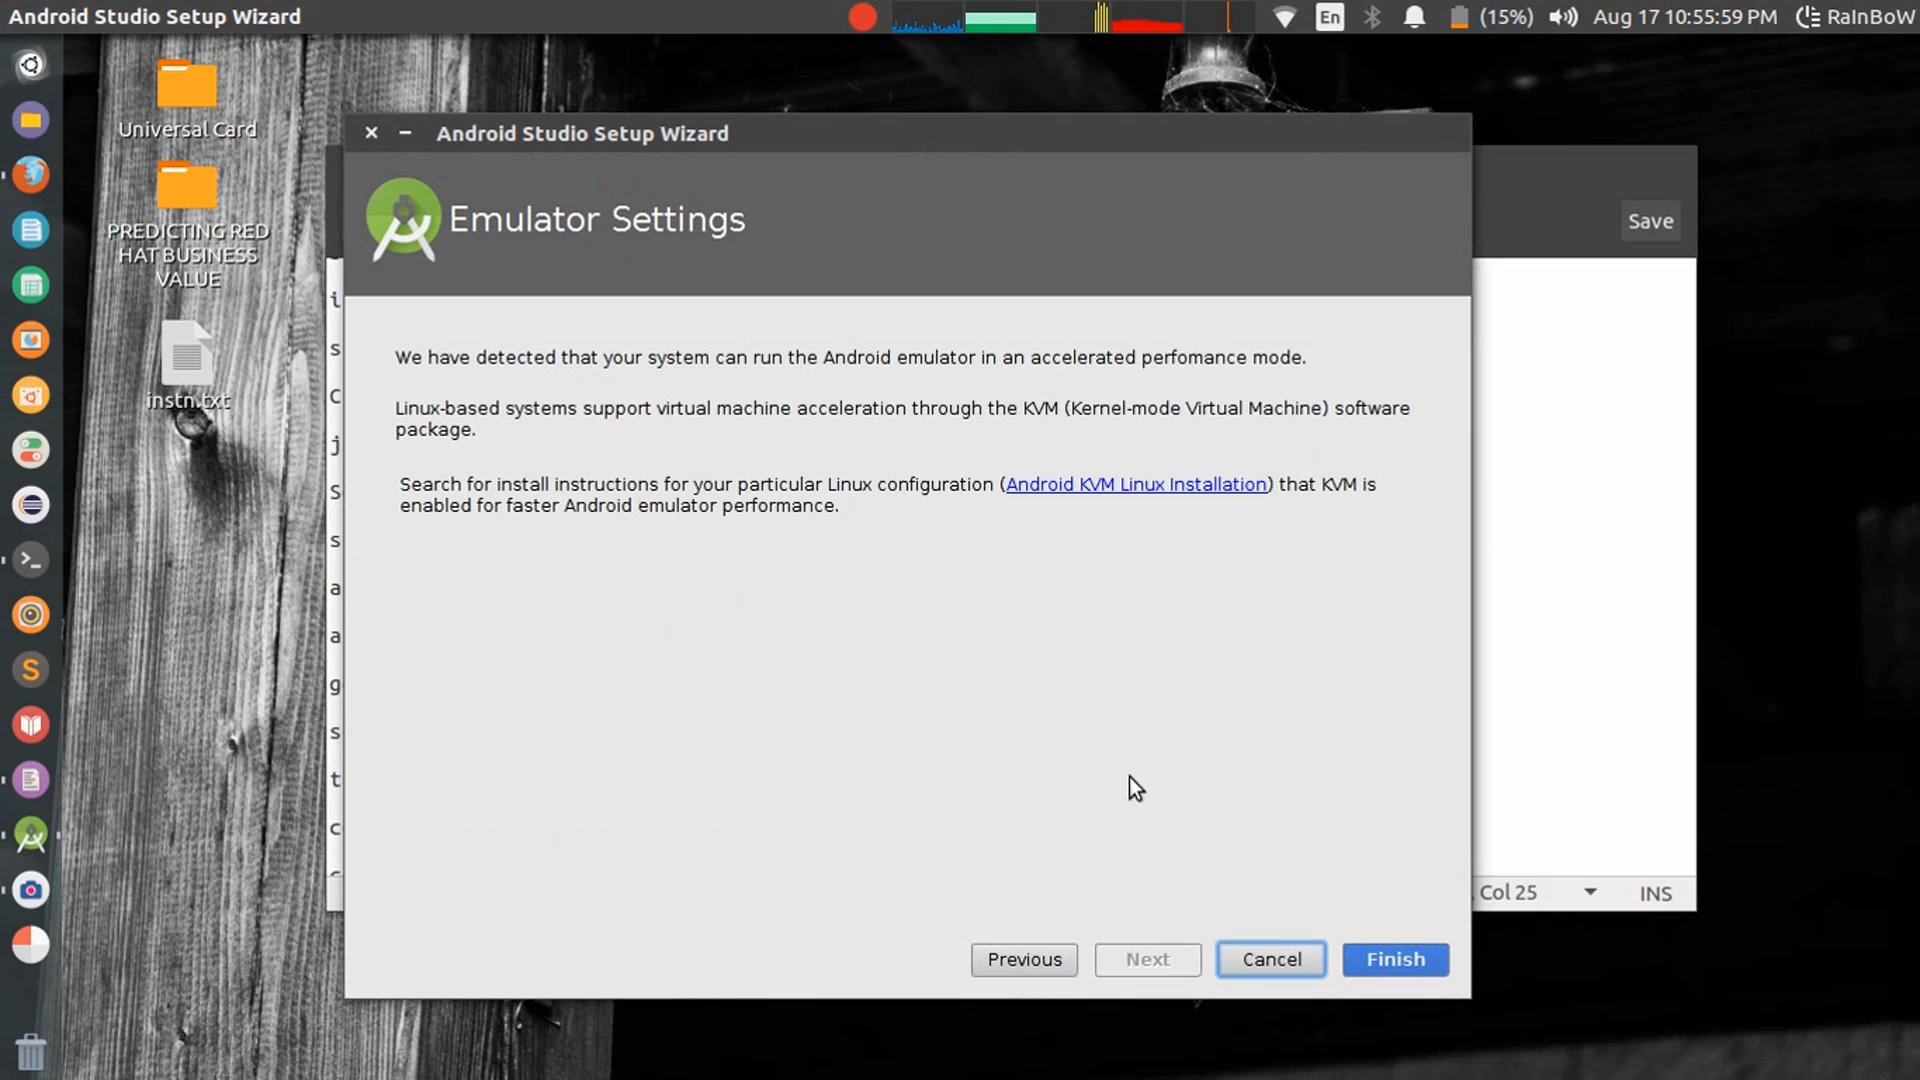 Android Studio Setup Wizard
En
(15%)
Aug 17 10:55:59 PM
RaInBoW
Universal Card
PREDICTING RED
HAT BUSINESS
VALUE
instn.txt
Android Studio Setup Wizard
Emulator Settings
Save
We have detected that your system can run the Android emulator in an accelerated perfomance mode.
Linux-based systems support virtual machine acceleration through the KVM (Kernel-mode Virtual Machine) software
package.
Search for install instructions for your particular Linux configuration (Android KVM Linux Installation) that KVM is
enabled for faster Android emulator performance.
i
s
C
j
S
s
a
a
g
s
t
c
Col 25
INS
Previous
Next
Cancel
Finish